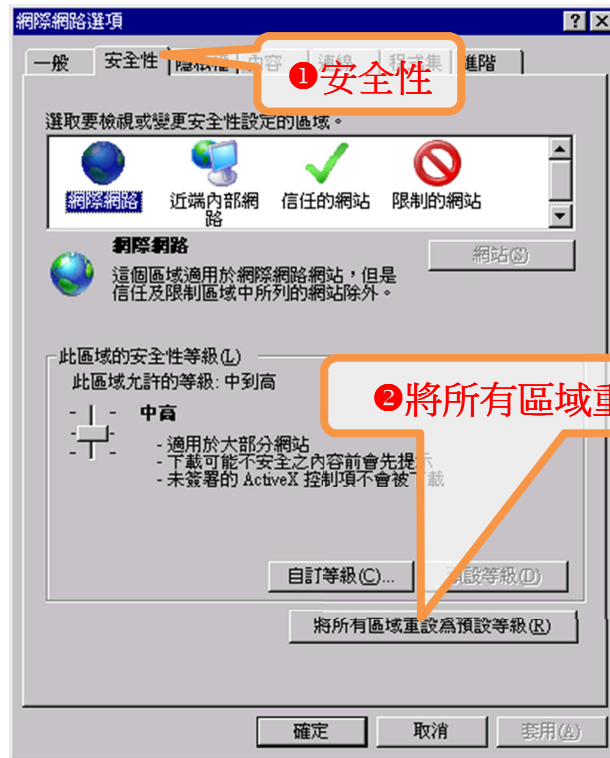 網際網路選項
一般 安全性 隱私權 內容 連線 程式集 進階
❶安全性
選取要檢視或變更安全性設定的區域。
網際網路 近端內部網路 信任的網站 限制的網站
網際網路
網站(S)
這個區域適用於網際網路網站，但是
信任及限制區域中所列的網站除外。
此區域的安全性等級(L)
此區域允許的等級: 中到高
❷將所有區域重
中高
- 適用於大部分網站
- 下載可能不安全之內容前會先提示
- 未簽署的 ActiveX 控制項不會被下載
自訂等級(C)... 預設等級(D)
將所有區域重設為預設等級(R)
確定 取消 套用(A)